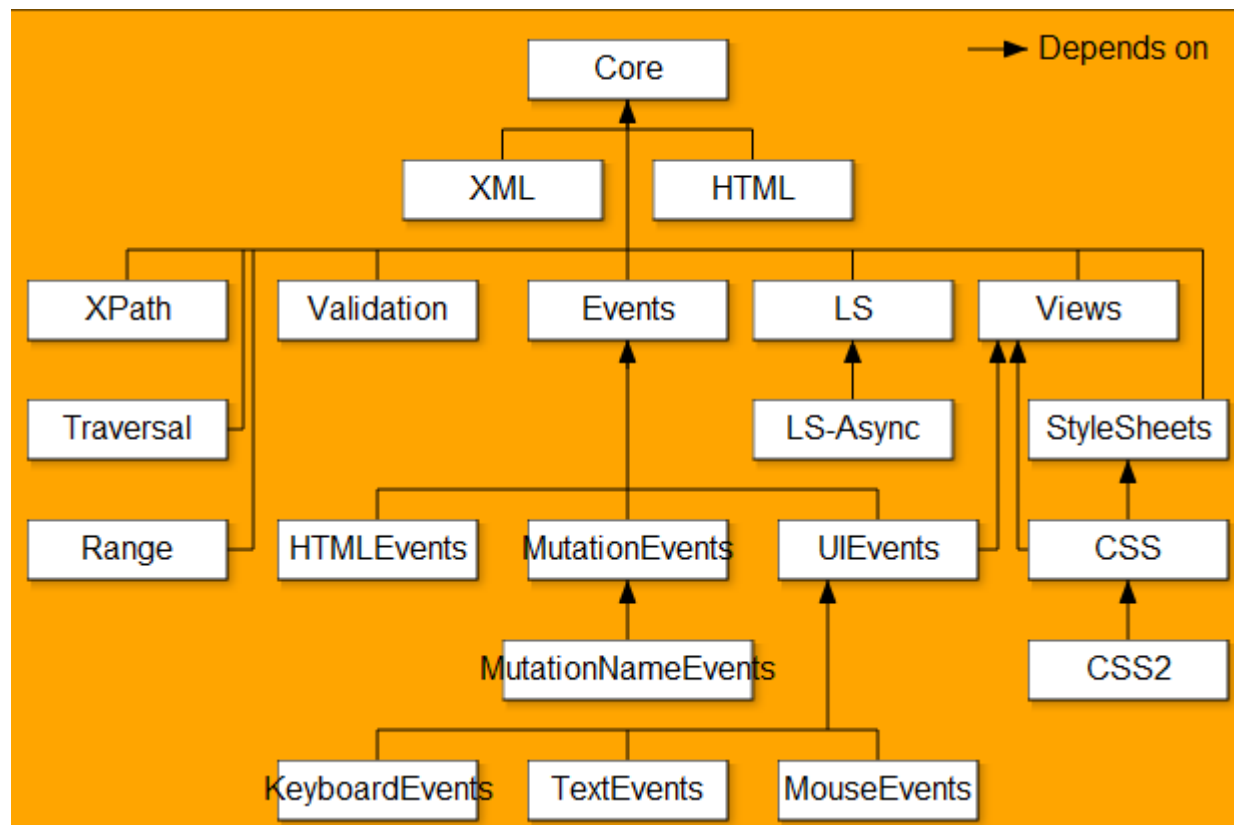 Core
Depends on
XML
HTML
XPath
Validation
Events
LS
Views
Traversal
LS-Async
StyleSheets
Range
HTMLEvents
MutationEvents
UIEvents
CSS
MutationNameEvents
CSS2
KeyboardEvents
TextEvents
MouseEvents